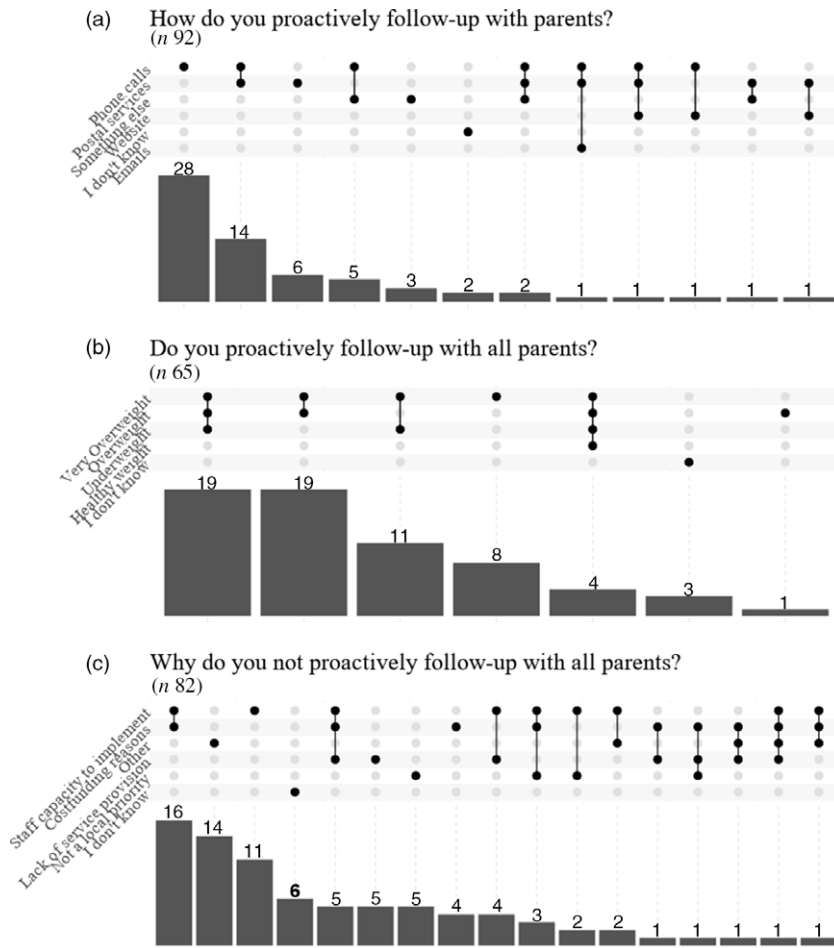 (a) How do you proactively follow-up with parents?
(n 92)
Phone calls
Postal services
Something else
Website
I don't know
Emails
28 14 6 5 3 2 2 1 1 1 1 1
(b) Do you proactively follow-up with all parents?
(n 65)
Very Overweight
Overweight
Underweight
Healthy weight
I don't know
19 19 11 8 4 3 1
(c) Why do you not proactively follow-up with all parents?
(n 82)
Staff capacity to implement
Cost/funding reasons
Other
Lack of service provision
Not a local priority
I don't know
16 14 11 6 5 5 5 4 4 3 2 2 1 1 1 1 1